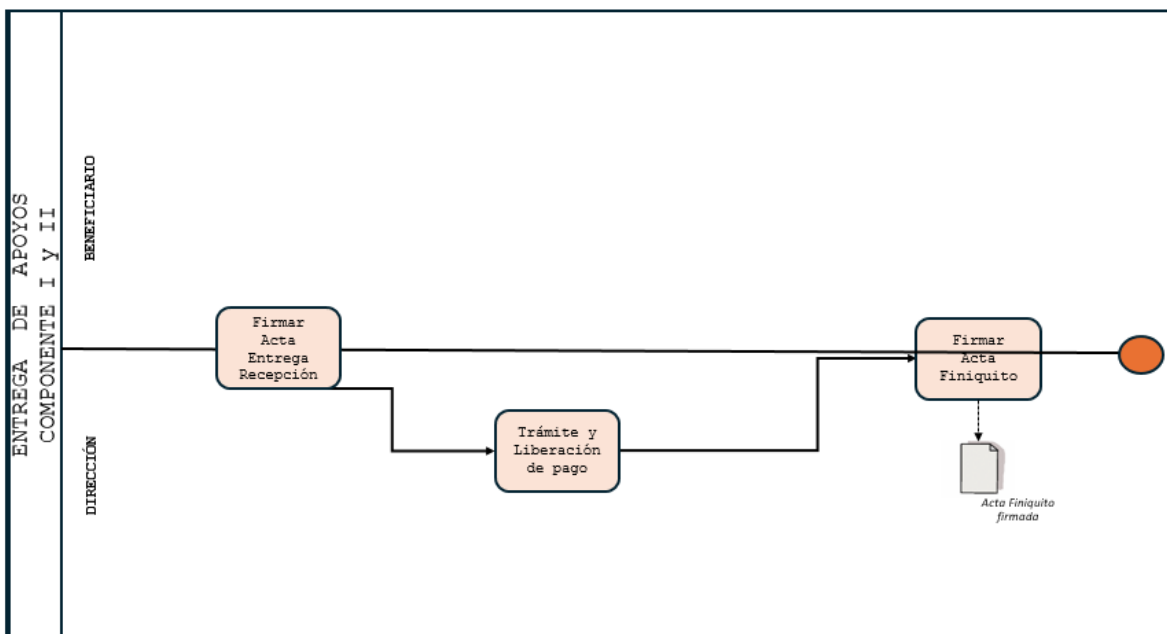 ENTREGA DE APOYOS
COMPONENTE I y II
BENEFICIARIO
DIRECCIÓN
Firmar
Acta
Entrega
Recepción
Trámite y
Liberación
de pago
Firmar
Acta
Finiquito
Acta Finiquito
firmada